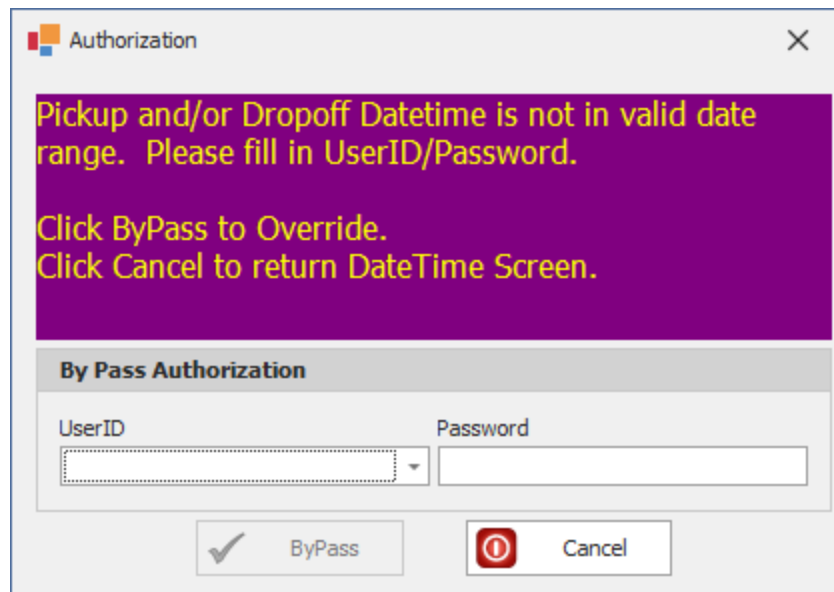 Authorization
Pickup and/or Dropoff Datetime is not in valid date
range.  Please fill in UserID/Password.
Click ByPass to Override.
Click Cancel to return DateTime Screen.
By Pass Authorization
UserID
Password
ByPass
Cancel